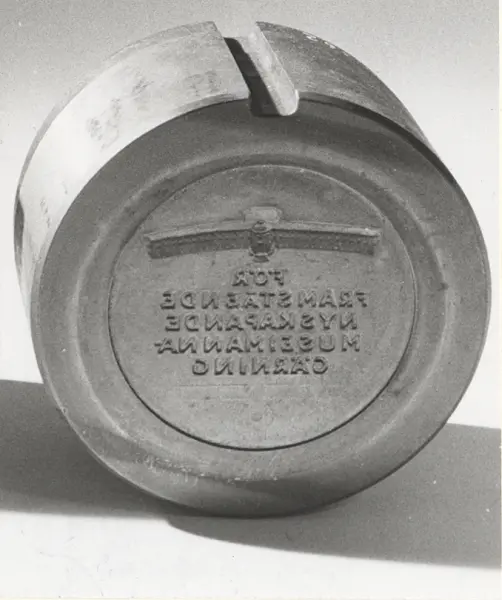 FÖR
FRAMSTÅENDE
NYSKAPANDE
MUSEIMANNA-
GÄRNING